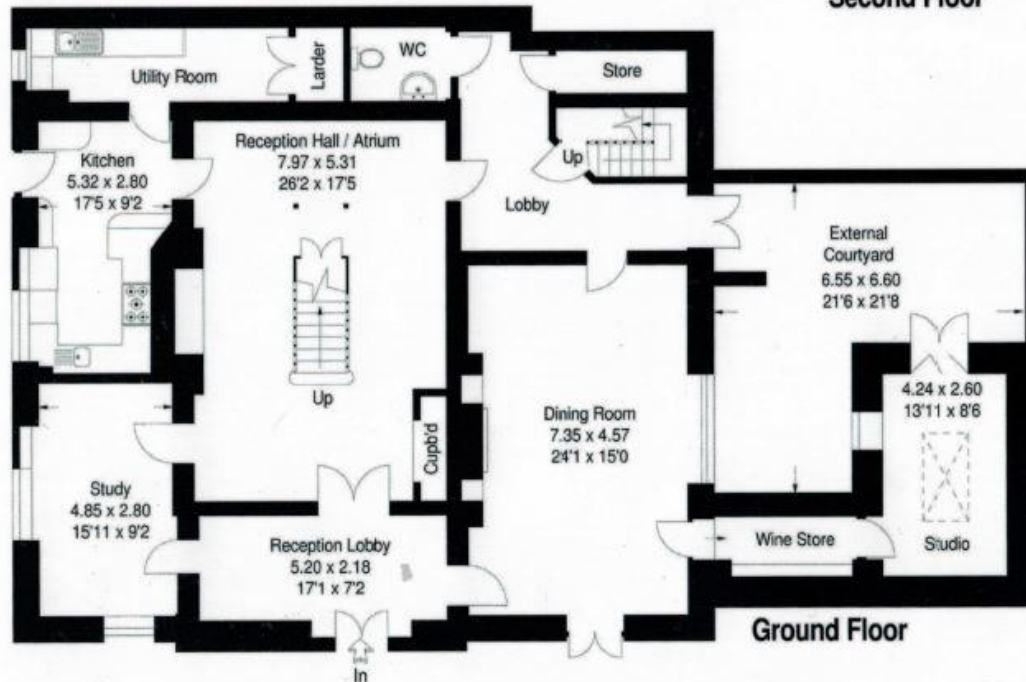 Second Floor
Utility Room
Larder
WC
Store
Kitchen
5.32 x 2.80
17'5 x 9'2
Reception Hall / Atrium
7.97 x 5.31
26'2 x 17'5
Up
Lobby
Up
External
Courtyard
6.55 x 6.60
21'6 x 21'8
Cupb'd
Study
4.85 x 2.80
15'11 x 9'2
Dining Room
7.35 x 4.57
24'1 x 15'0
4.24 x 2.60
13'11 x 8'6
Studio
Reception Lobby
5.20 x 2.18
17'1 x 7'2
Wine Store
In
Ground Floor